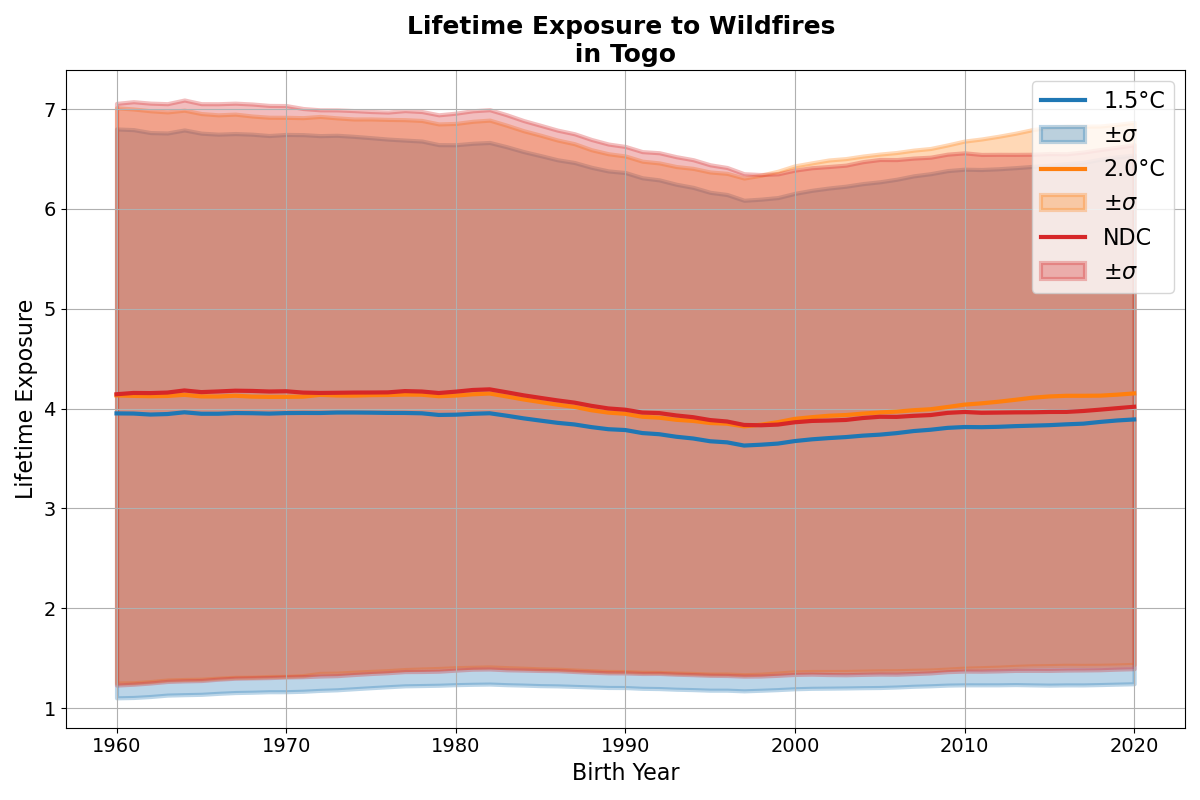 Lifetime Exposure to Wildfires
in Togo
Lifetime Exposure
7
6
5
4
3
2
1
1960 1970 1980 1990 2000 2010 2020
Birth Year
1.5°C
±σ
2.0°C
±σ
NDC
±σ